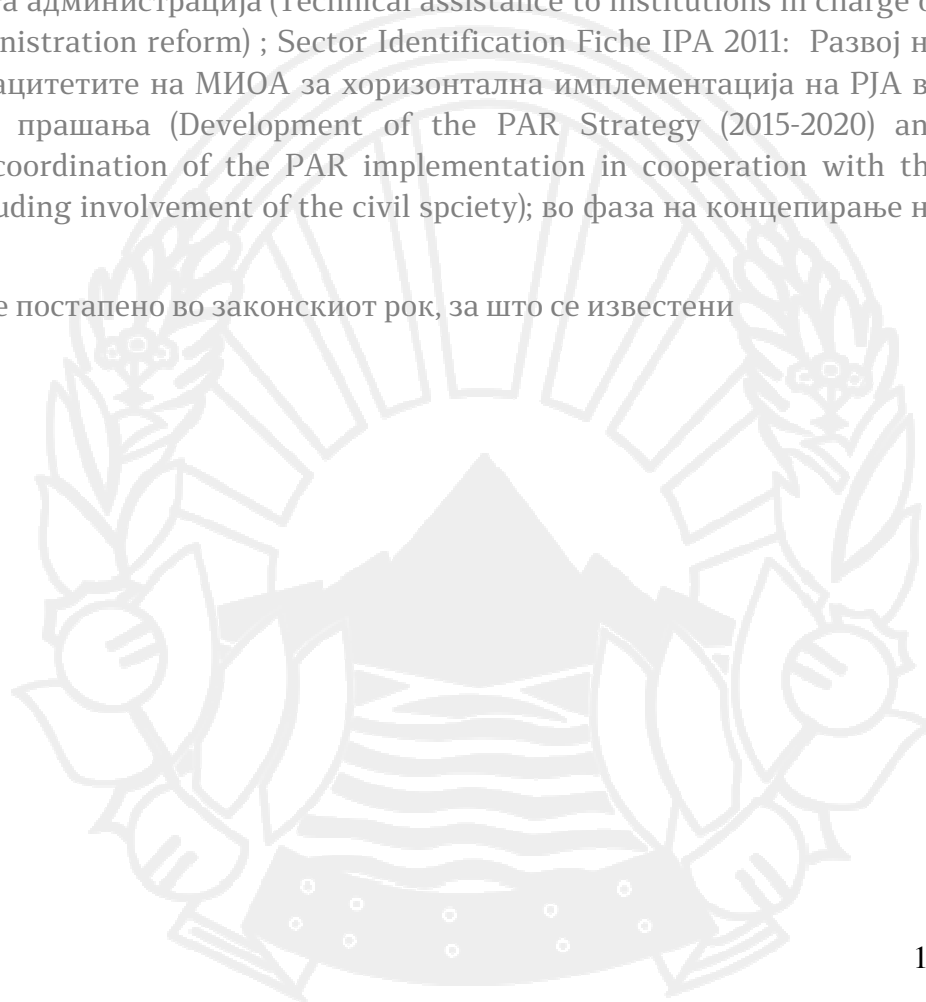 а администрација (Technical assistance to institutions in charge o
nistration reform) ; Sector Identification Fiche IPA 2011: Развој н
ацитетите на МИОА за хоризонтална имплементација на РЈА в
прашања (Development of the PAR Strategy (2015-2020) an
coordination of the PAR implementation in cooperation with th
uding involvement of the civil spciety); во фаза на концепирање н
е постапено во законскиот рок, за што се известени
1